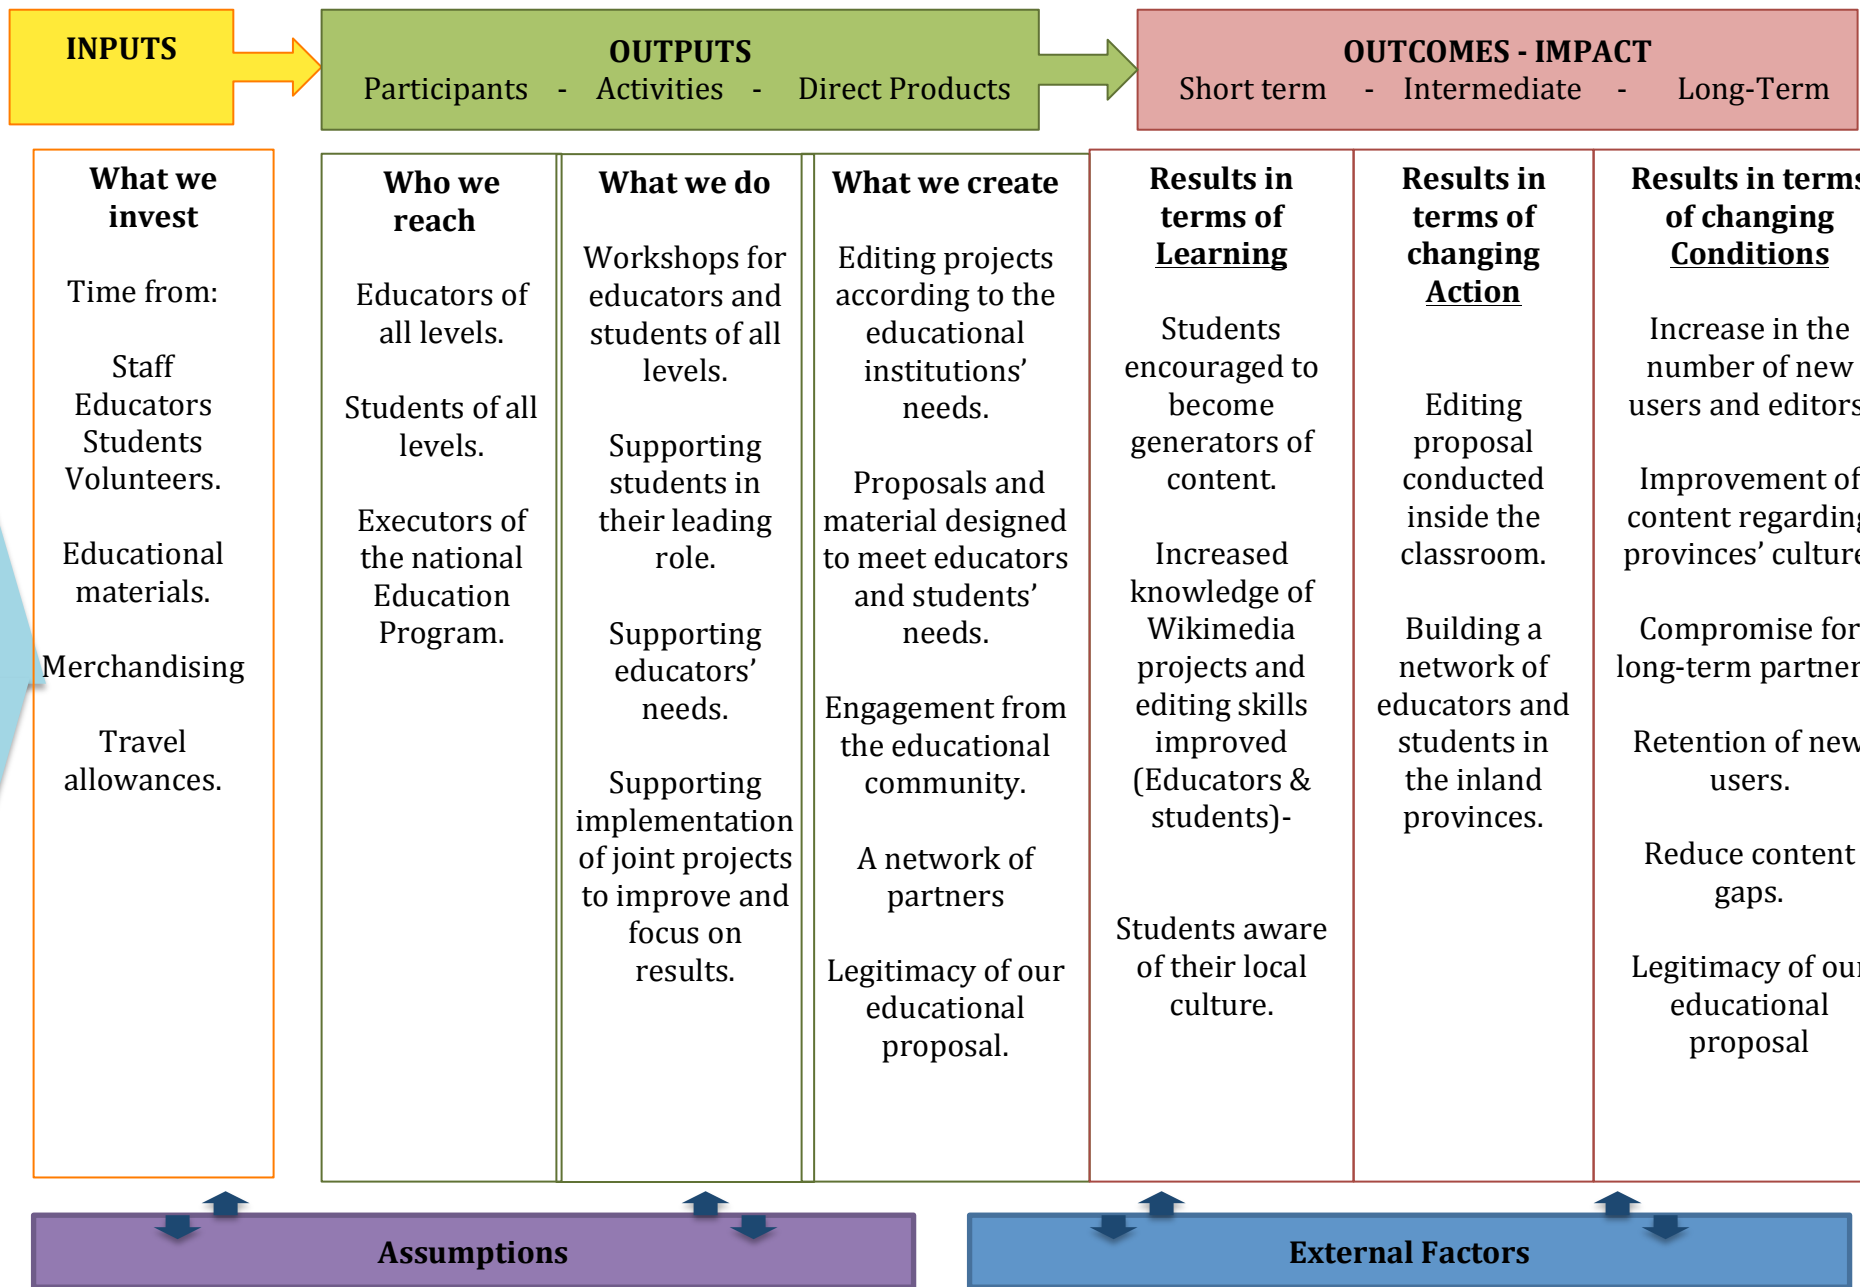 INPUTS
OUTPUTS
Participants - Activities - Direct Products
OUTCOMES - IMPACT
Short term - Intermediate - Long-Term
What we
invest
Time from:
Staff
Educators
Students
Volunteers.
Educational
materials.
Merchandising
Travel
allowances.
Who we
reach
Educators of
all levels.
Students of all
levels.
Executors of
the national
Education
Program.
What we do
Workshops for
educators and
students of all
levels.
Supporting
students in
their leading
role.
Supporting
educators’
needs.
Supporting
implementation
of joint projects
to improve and
focus on
results.
What we create
Editing projects
according to the
educational
institutions’
needs.
Proposals and
material designed
to meet educators
and students’
needs.
Engagement from
the educational
community.
A network of
partners
Legitimacy of our
educational
proposal.
Results in
terms of
Learning
Students
encouraged to
become
generators of
content.
Increased
knowledge of
Wikimedia
projects and
editing skills
improved
(Educators &
students)-
Students aware
of their local
culture.
Results in
terms of
changing
Action
Editing
proposal
conducted
inside the
classroom.
Building a
network of
educators and
students in
the inland
provinces.
Results in terms
of changing
Conditions
Increase in the
number of new
users and editors
Improvement of
content regarding
provinces’ culture
Compromise for
long-term partner
Retention of new
users.
Reduce content
gaps.
Legitimacy of our
educational
proposal
Assumptions
External Factors